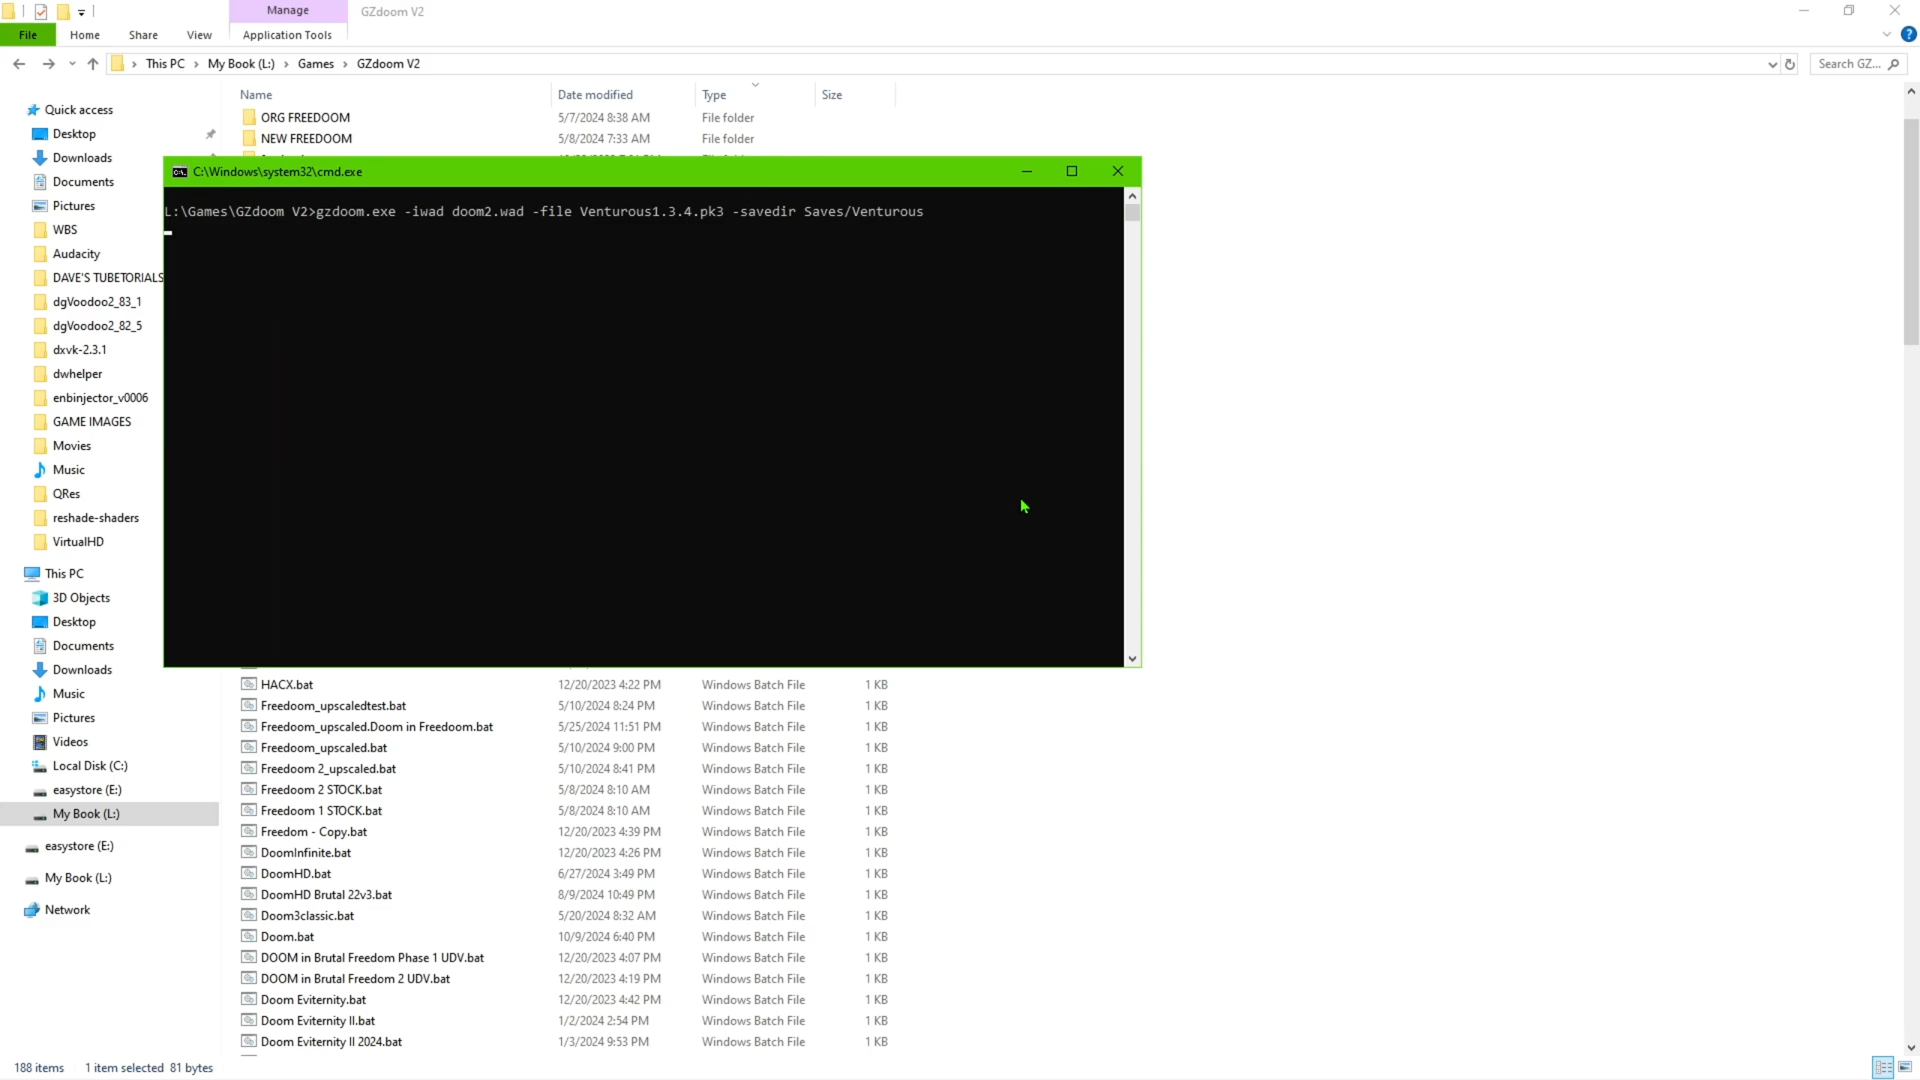 Manage
GZdoom V2
File
Home
Share
View
Application Tools
This PC
My Book (L:)
Games
GZdoom V2
Search GZ...
Name
Date modified
Type
Size
Quick access
Desktop
Downloads
Documents
Pictures
WBS
Audacity
DAVE'S TUBETORIALS
dgVoodoo2_83_1
dgVoodoo2_82_5
dxvk-2.3.1
dwhelper
enbinjector_v0006
GAME IMAGES
Movies
Music
QRes
reshade-shaders
VirtualHD
This PC
3D Objects
Desktop
Documents
Downloads
Music
Pictures
Videos
Local Disk (C:)
easystore (E:)
My Book (L:)
easystore (E:)
My Book (L:)
Network
ORG FREEDOOM 5/7/2024 8:38 AM File folder
NEW FREEDOOM 5/8/2024 7:33 AM File folder
C:\Windows\system32\cmd.exe
L:\Games\GZdoom V2>gzdoom.exe -iwad doom2.wad -file Venturous1.3.4.pk3 -savedir Saves/Venturous
HACX.bat 12/20/2023 4:22 PM Windows Batch File 1 KB
Freedoom_upscaledtest.bat 5/10/2024 8:24 PM Windows Batch File 1 KB
Freedoom_upscaled.Doom in Freedoom.bat 5/25/2024 11:51 PM Windows Batch File 1 KB
Freedoom_upscaled.bat 5/10/2024 9:00 PM Windows Batch File 1 KB
Freedoom 2_upscaled.bat 5/10/2024 8:41 PM Windows Batch File 1 KB
Freedoom 2 STOCK.bat 5/8/2024 8:10 AM Windows Batch File 1 KB
Freedoom 1 STOCK.bat 5/8/2024 8:10 AM Windows Batch File 1 KB
Freedom - Copy.bat 12/20/2023 4:39 PM Windows Batch File 1 KB
DoomInfinite.bat 12/20/2023 4:26 PM Windows Batch File 1 KB
DoomHD.bat 6/27/2024 3:49 PM Windows Batch File 1 KB
DoomHD Brutal 22v3.bat 8/9/2024 10:49 PM Windows Batch File 1 KB
Doom3classic.bat 5/20/2024 8:32 AM Windows Batch File 1 KB
Doom.bat 10/9/2024 6:40 PM Windows Batch File 1 KB
DOOM in Brutal Freedom Phase 1 UDV.bat 12/20/2023 4:07 PM Windows Batch File 1 KB
DOOM in Brutal Freedom 2 UDV.bat 12/20/2023 4:19 PM Windows Batch File 1 KB
Doom Eviternity.bat 12/20/2023 4:42 PM Windows Batch File 1 KB
Doom Eviternity II.bat 1/2/2024 2:54 PM Windows Batch File 1 KB
Doom Eviternity II 2024.bat 1/3/2024 9:53 PM Windows Batch File 1 KB
188 items 1 item selected 81 bytes